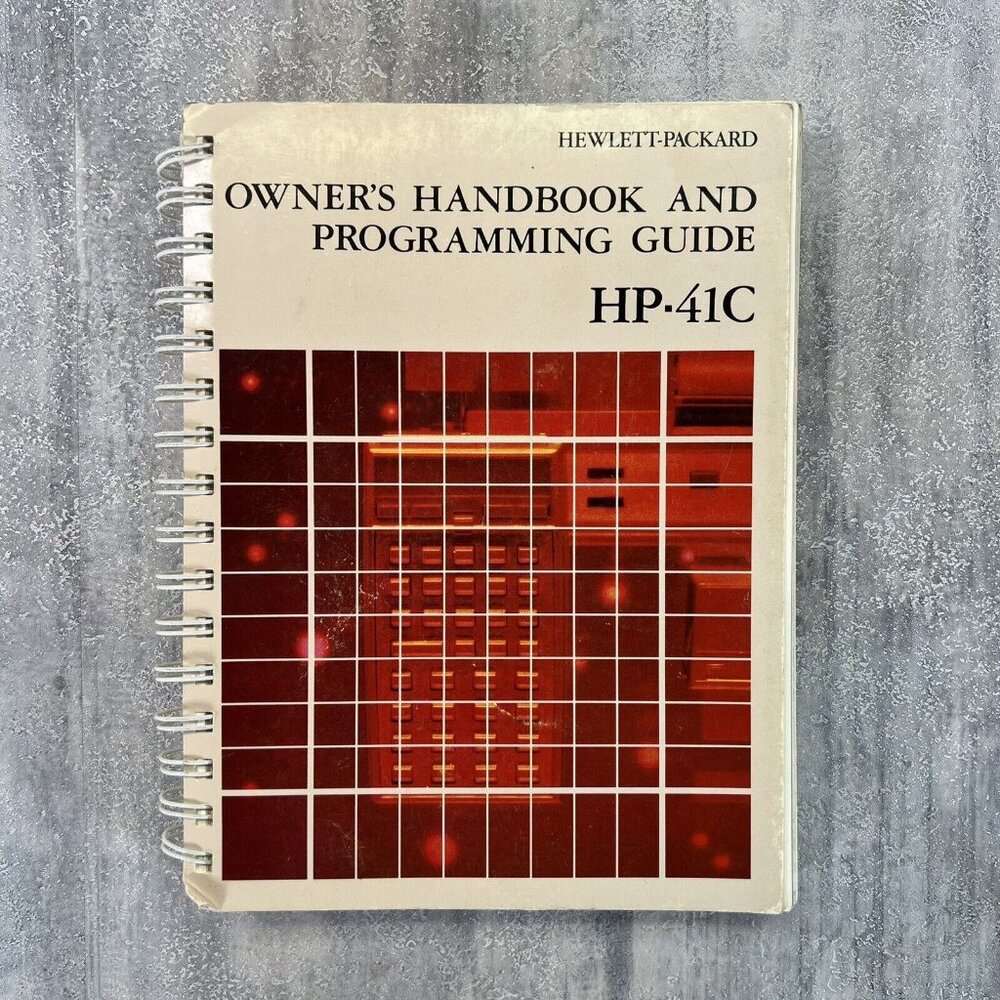 HEWLETT-PACKARD
OWNER'S HANDBOOK AND
PROGRAMMING GUIDE
HP-41C